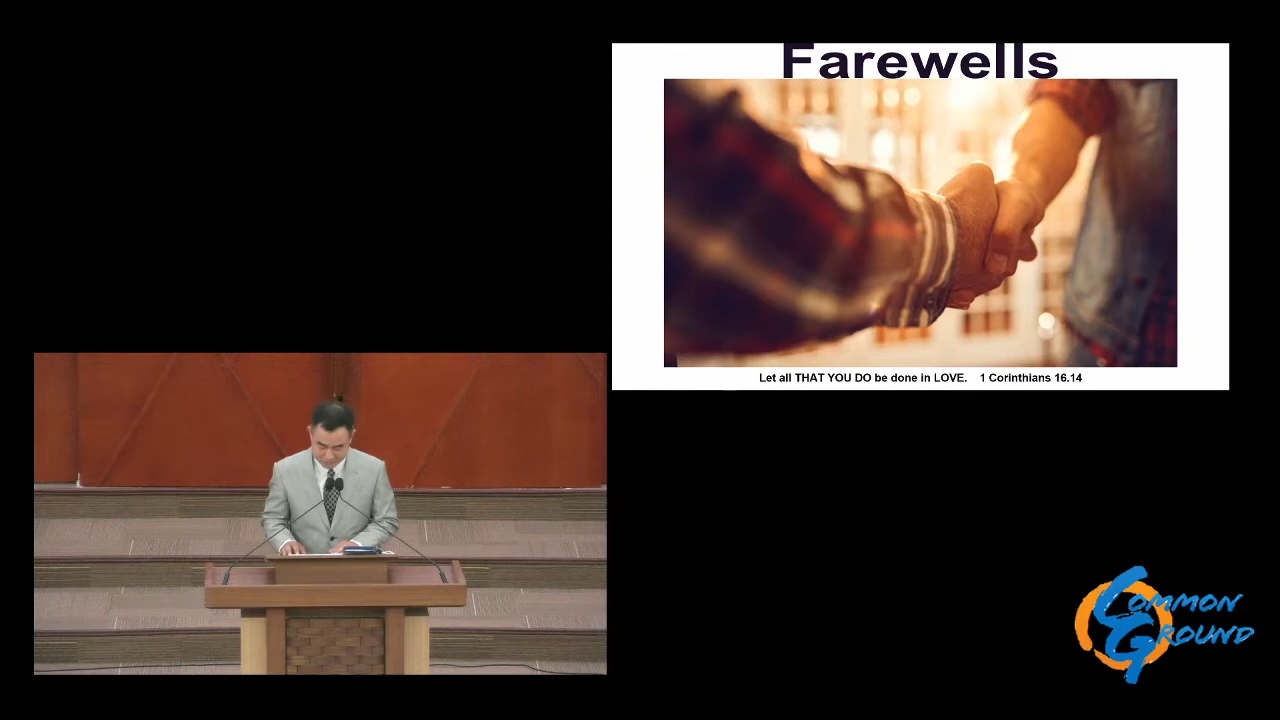 Farewells
Let all THAT YOU DO be done in LOVE. 1 Corinthians 16.14
COMMON
GROUND